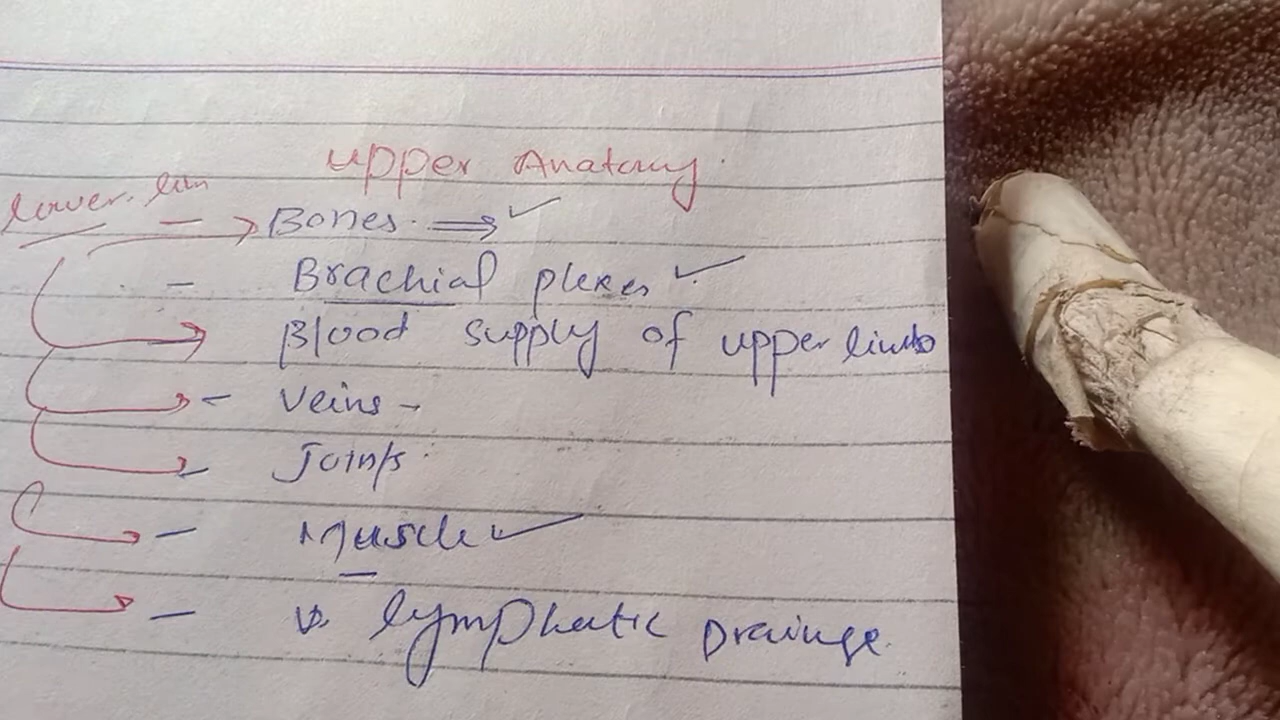 upper Anatomy
lower. lim
Bones.
Brachial plexes
Blood supply of upper limb
Veins
Joints
Muscle
lymphatic Drainge